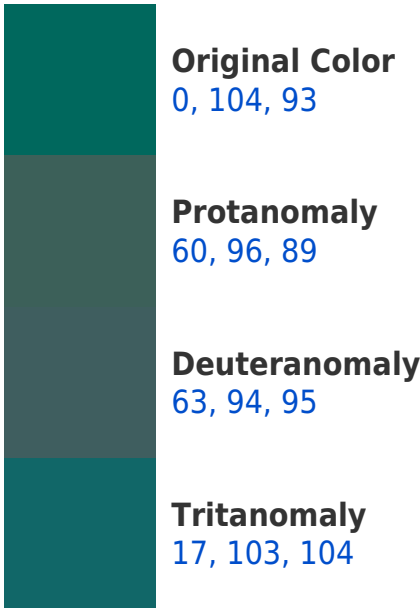 Original Color
0, 104, 93
Protanomaly
60, 96, 89
Deuteranomaly
63, 94, 95
Tritanomaly
17, 103, 104